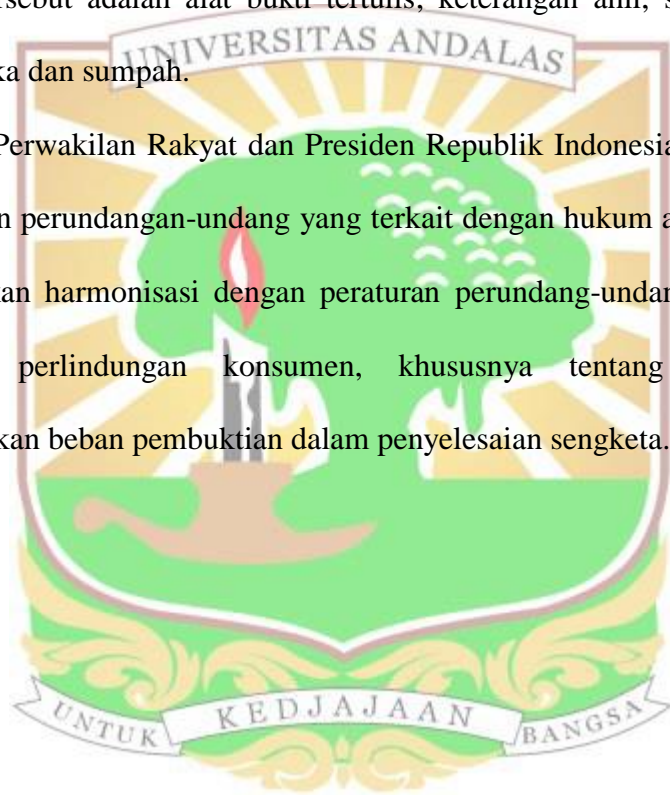 rsebut adalah alat bukti tertulis, keterangan ahli, s
UNIVERSITAS ANDALAS
ka dan sumpah.
Perwakilan Rakyat dan Presiden Republik Indonesia
n perundangan-undang yang terkait dengan hukum a
kan harmonisasi dengan peraturan perundang-undan
perlindungan konsumen, khususnya tentang
kan beban pembuktian dalam penyelesaian sengketa.
UNTUK KEDJAJAAN BANGSA